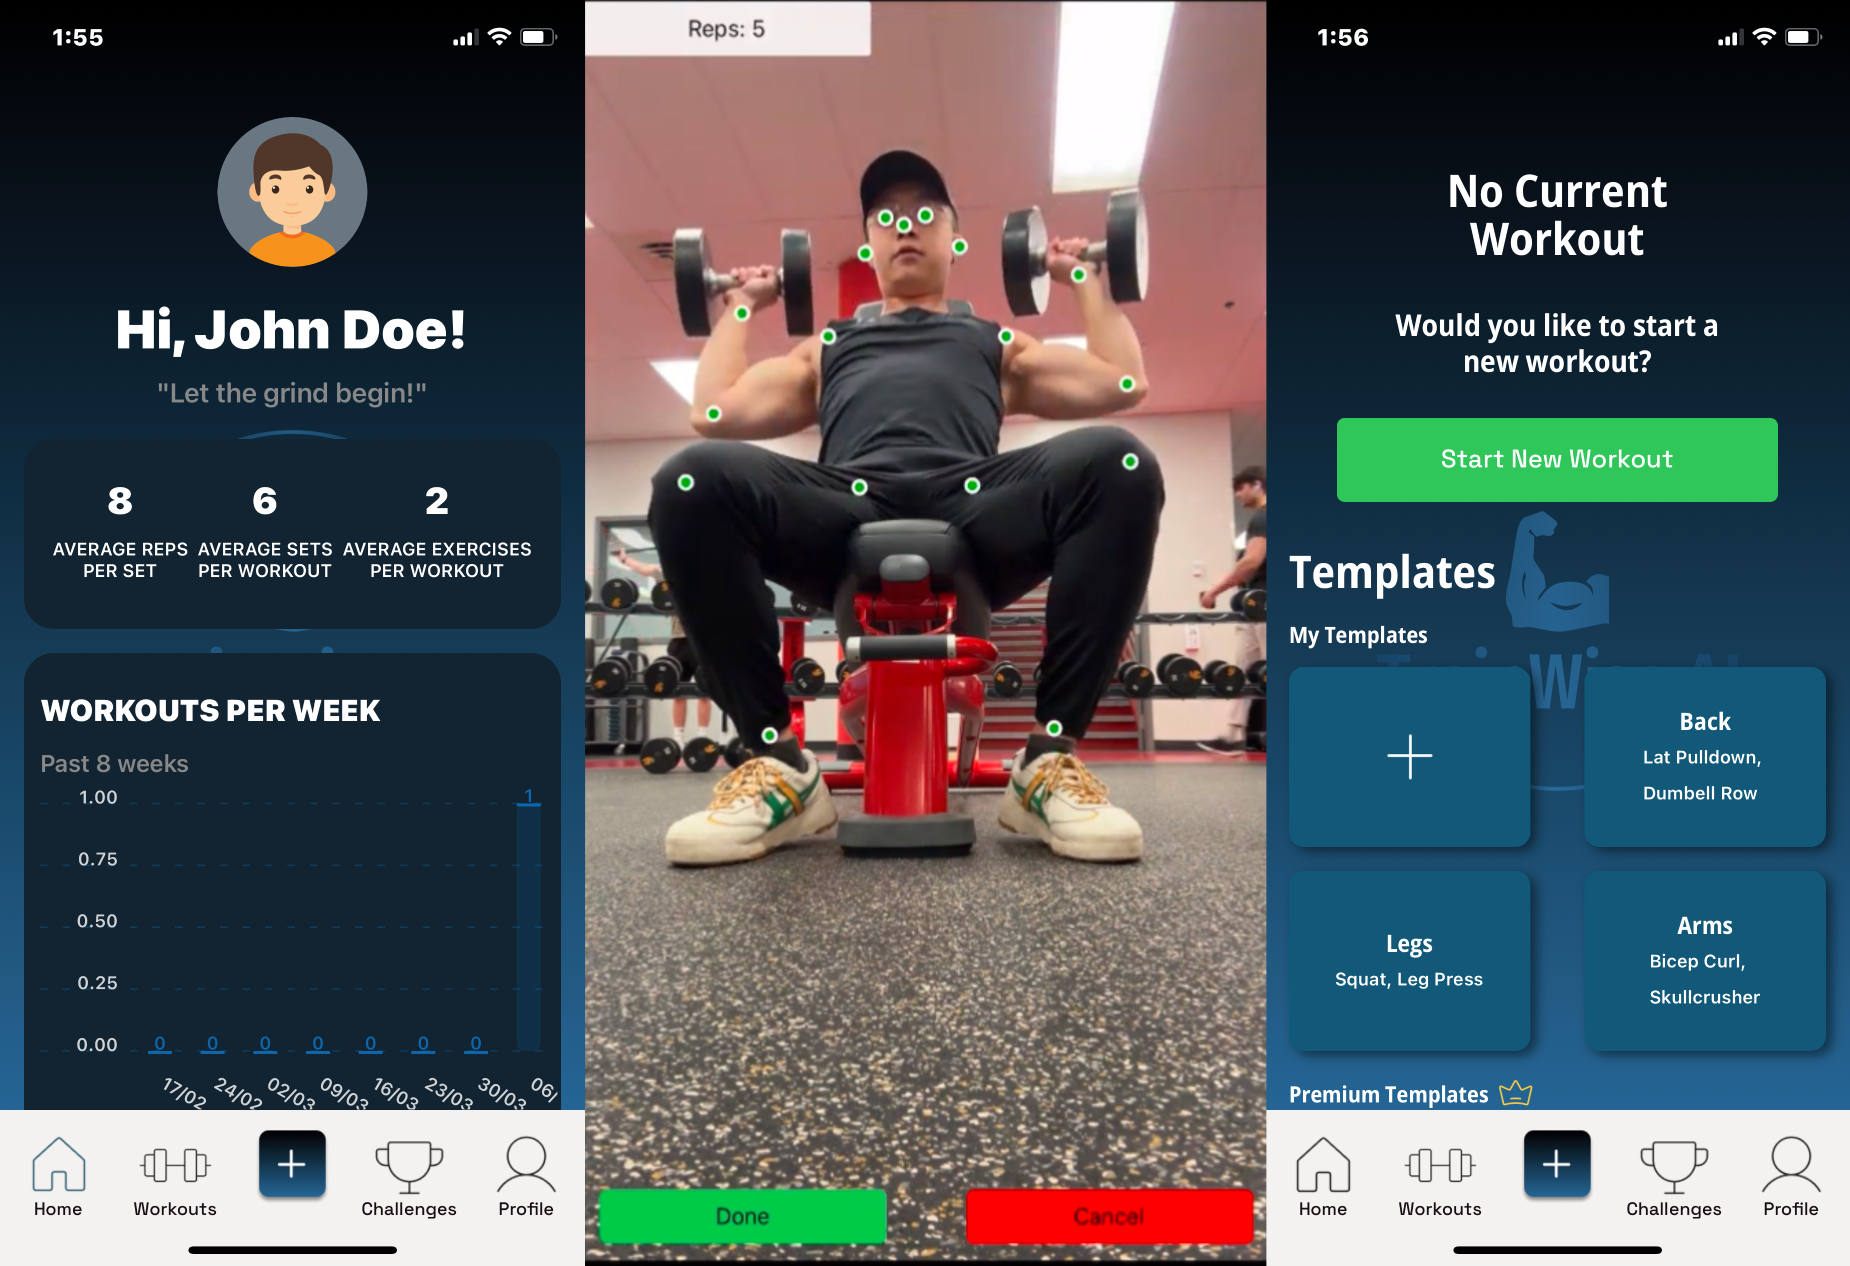 1:55
Hi, John Doe!
"Let the grind begin!"
8
6
2
AVERAGE REPS
PER SET
AVERAGE SETS
PER WORKOUT
AVERAGE EXERCISES
PER WORKOUT
WORKOUTS PER WEEK
Past 8 weeks
1.00
0.75
0.50
0.25
0.00
0
0
0
0
0
0
0
1
17/02
24/02
02/03
09/03
16/03
23/03
30/03
06/
Home
Workouts
Challenges
Profile
Reps: 5
Done
Cancel
1:56
No Current
Workout
Would you like to start a
new workout?
Start New Workout
Templates
My Templates
Back
Lat Pulldown,
Dumbell Row
Legs
Squat, Leg Press
Arms
Bicep Curl,
Skullcrusher
Premium Templates
Home
Workouts
Challenges
Profile